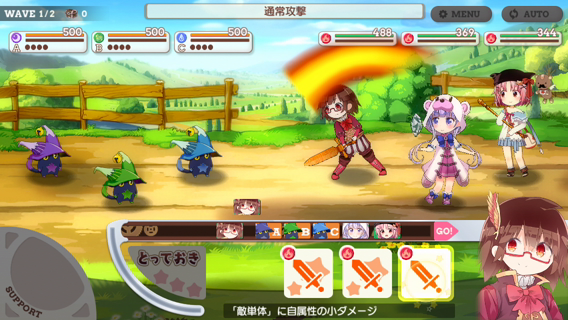 WAVE 1/2 0
通常攻撃
MENU
AUTO
500
500
500
488
369
344
A
B
C
A B C GO!
とっておき
SUPPORT
「敵単体」に自属性の小ダメージ